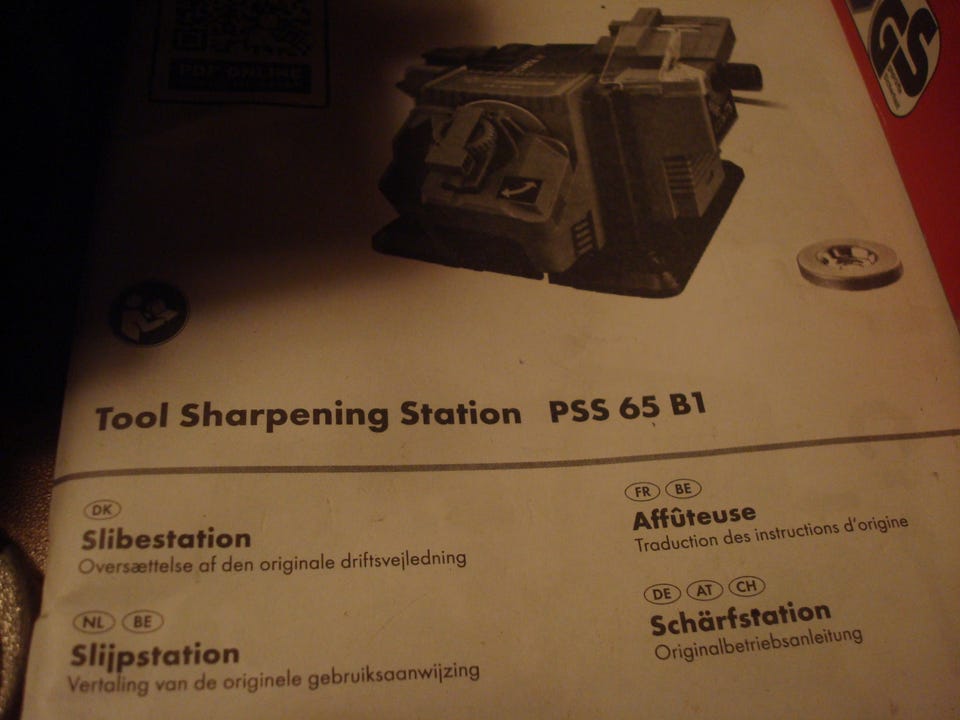 PDF ONLINE
GS
Tool Sharpening Station PSS 65 B1
DK
Slibestation
Oversættelse af den originale driftsvejledning
NL BE
Slijpstation
Vertaling van de originele gebruiksaanwijzing
FR BE
Affûteuse
Traduction des instructions d'origine
DE AT CH
Schärfstation
Originalbetriebsanleitung